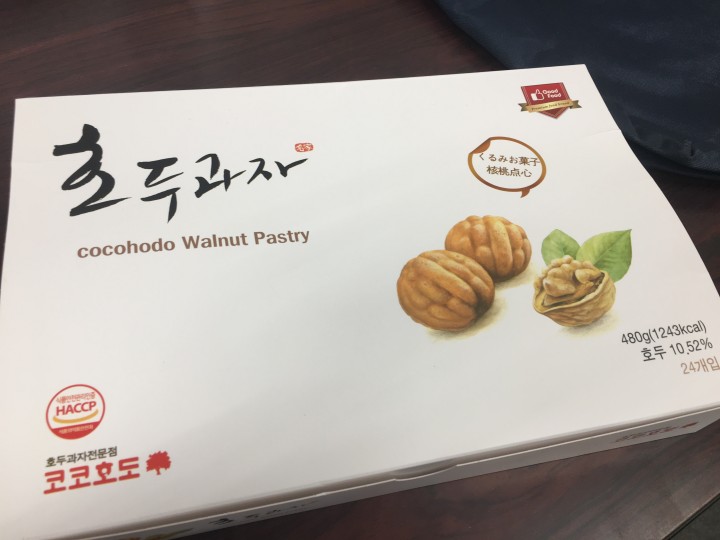 호두과자
cocohodo Walnut Pastry
Good
Food
くるみお菓子
核桃点心
480g(1243kcal)
호두 10.52%
24개입
HACCP
호두과자전문점
코코호도